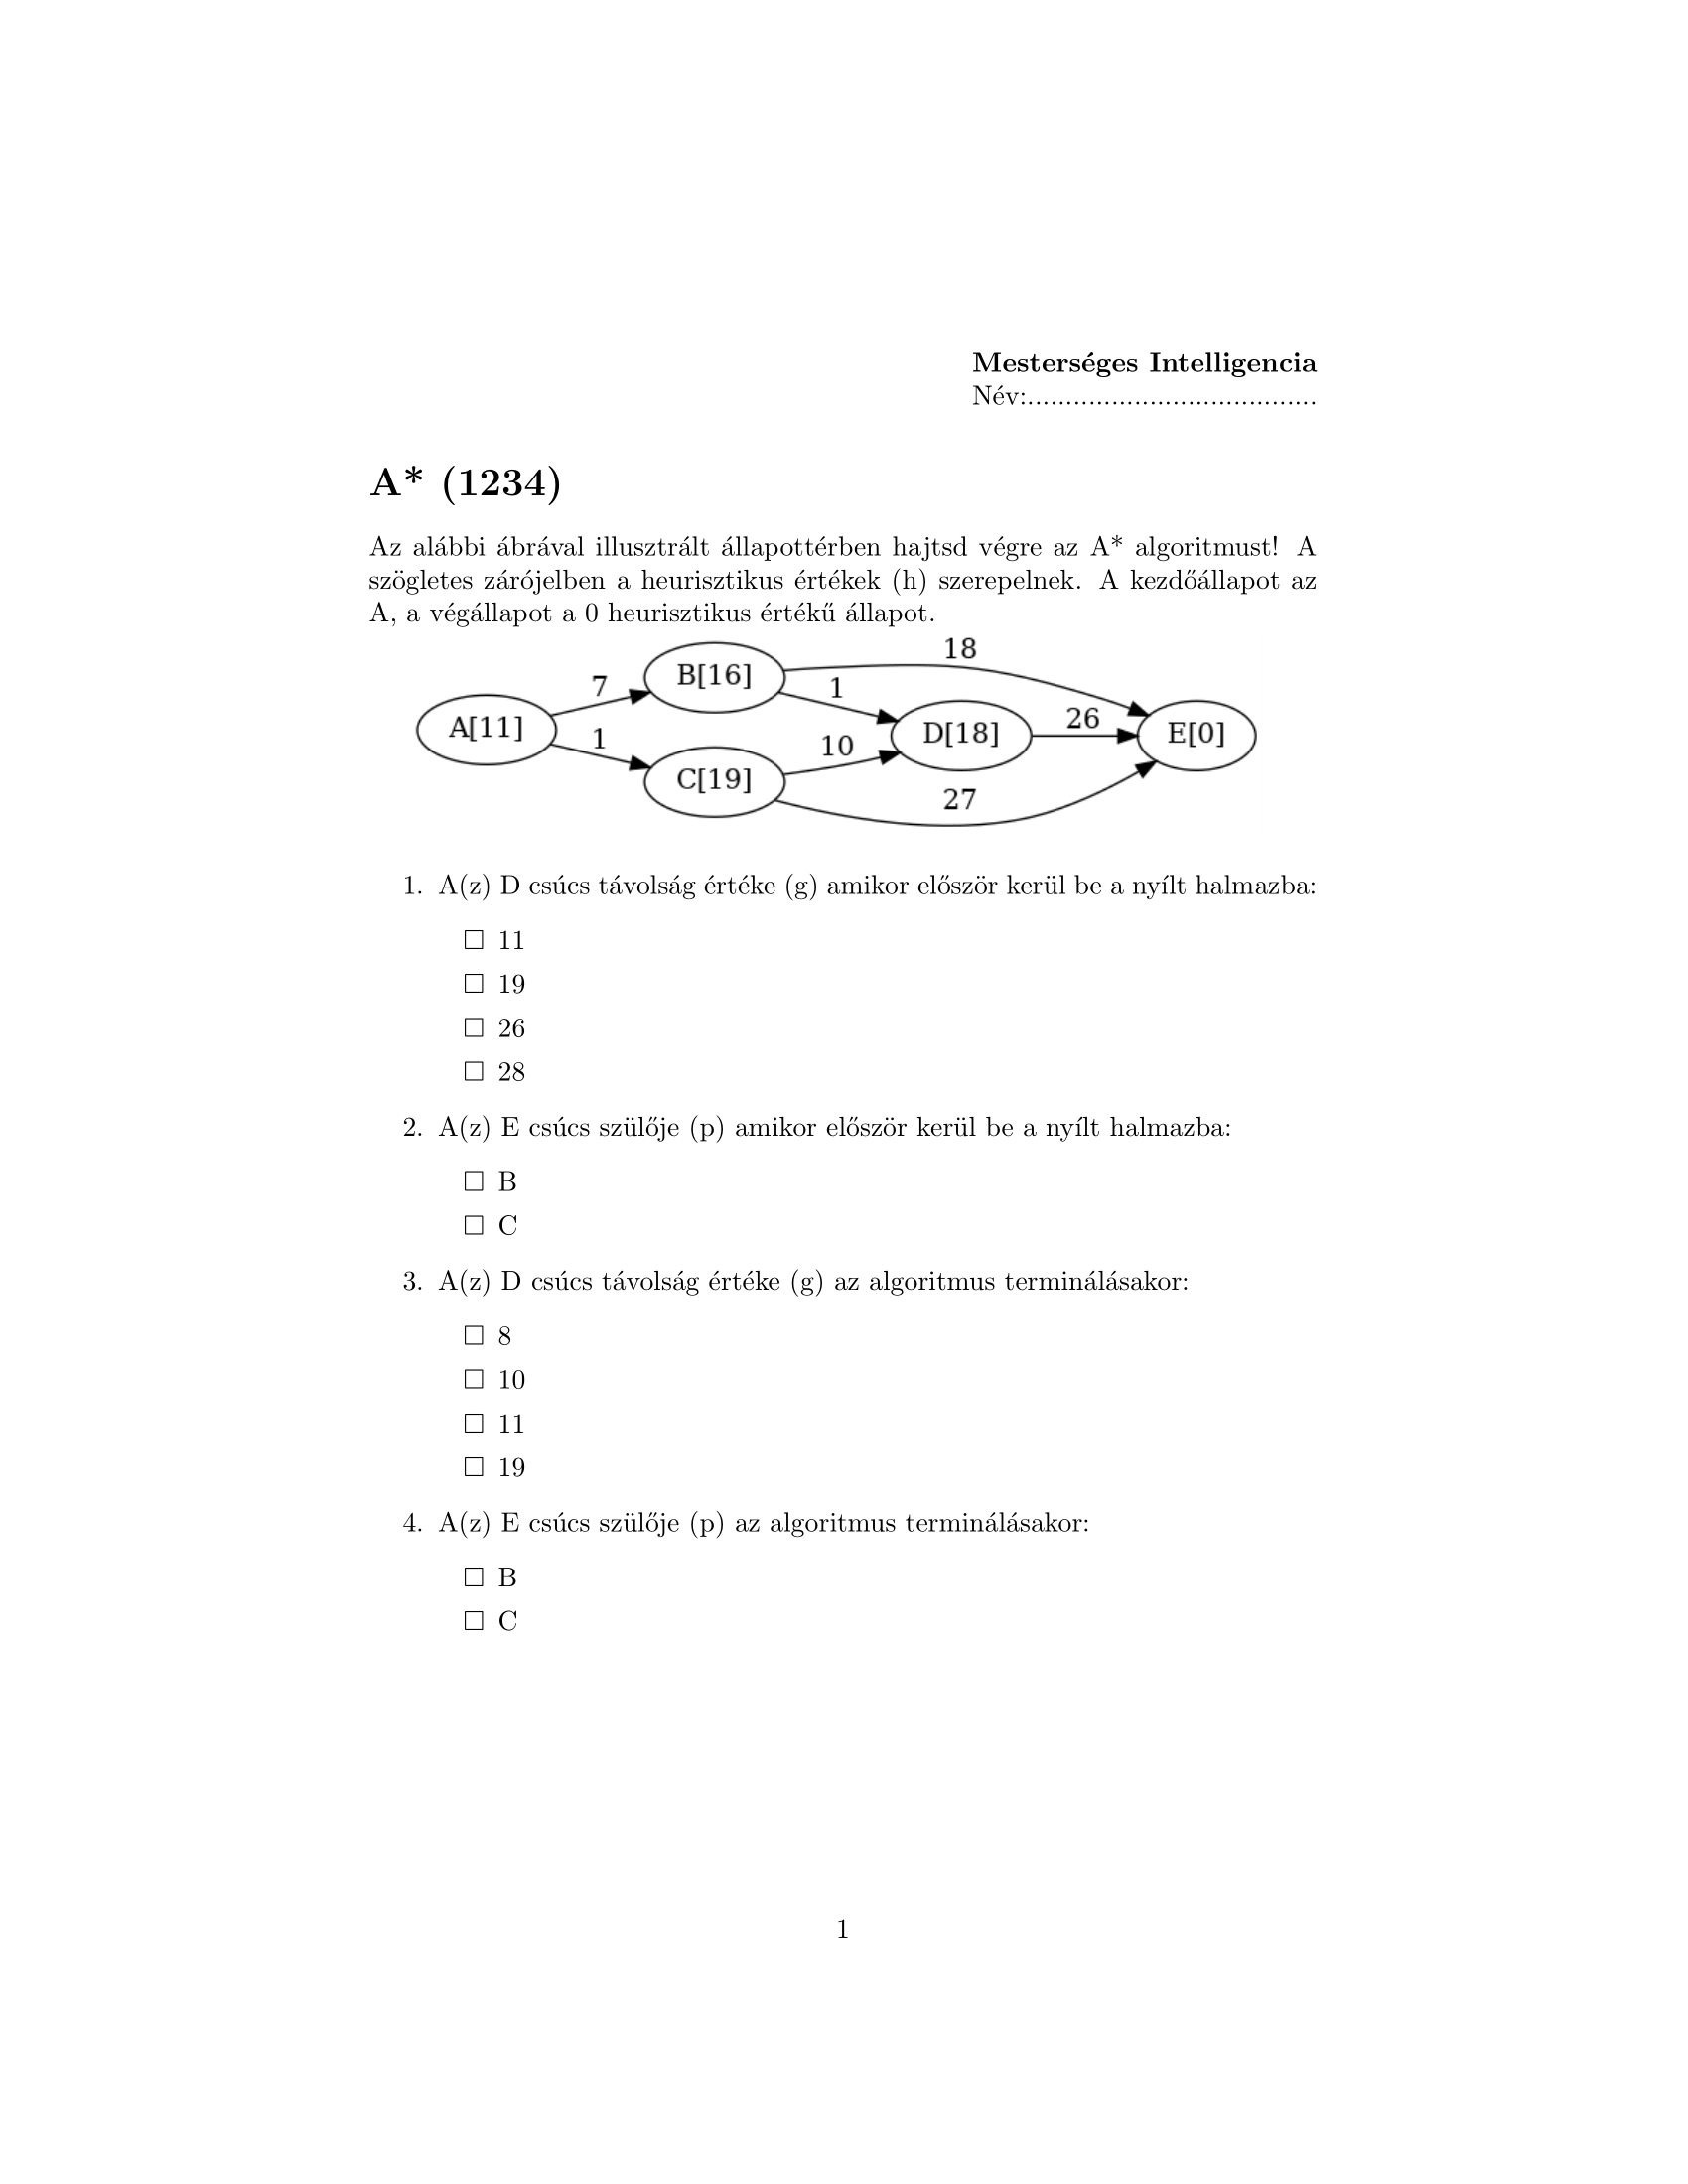 Mesterséges Intelligencia
Név:......................................
A* (1234)
Az alábbi ábrával illusztrált állapottérben hajtsd végre az A* algoritmust! A
szögletes zárójelben a heurisztikus értékek (h) szerepelnek. A kezdőállapot az
A, a végállapot a 0 heurisztikus értékű állapot.
18
B[16]
7
1
A[11]
D[18]
26
E[0]
1
10
C[19]
27
1. A(z) D csúcs távolság értéke (g) amikor először kerül be a nyílt halmazba:
☐ 11
☐ 19
☐ 26
☐ 28
2. A(z) E csúcs szülője (p) amikor először kerül be a nyílt halmazba:
☐ B
☐ C
3. A(z) D csúcs távolság értéke (g) az algoritmus terminálásakor:
☐ 8
☐ 10
☐ 11
☐ 19
4. A(z) E csúcs szülője (p) az algoritmus terminálásakor:
☐ B
☐ C
1